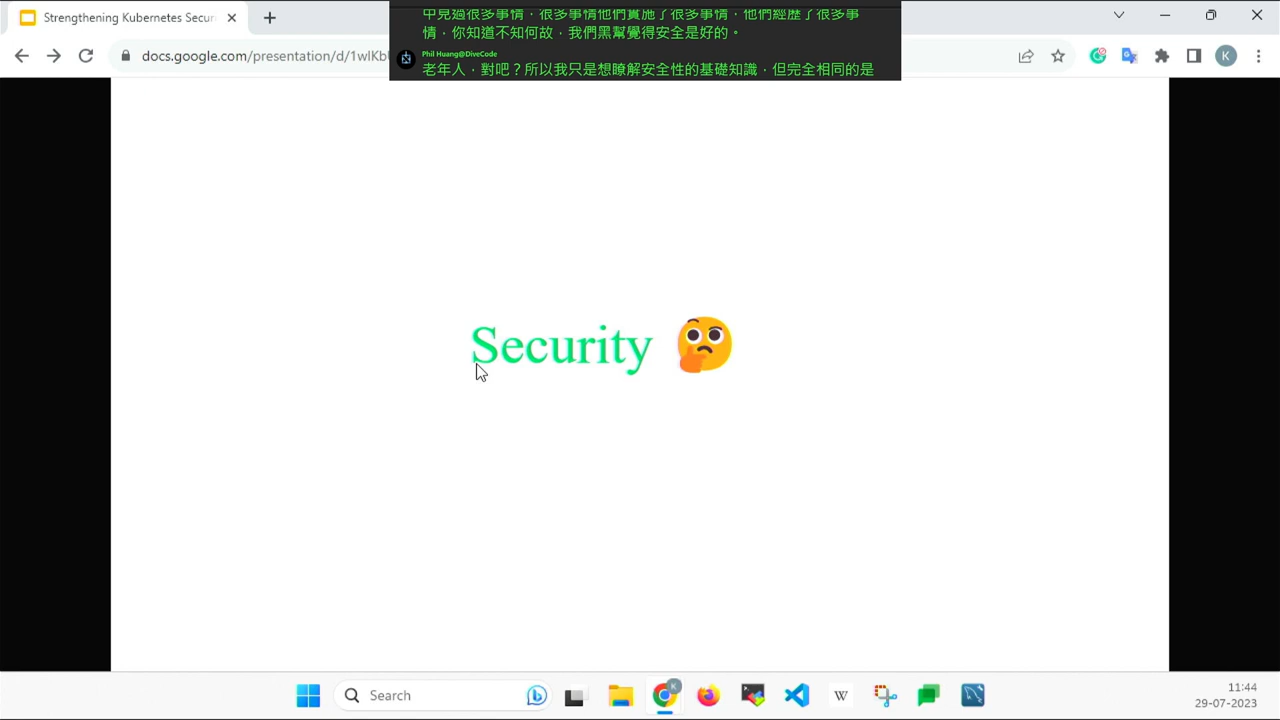 Strengthening Kubernetes Secur
中見過很多事情，很多事情他們實施了很多事情，他們經歷了很多事
情，你知道不知何故，我們黑幫覺得安全是好的。
Phil Huang@DiveCode
老年人，對吧？所以我只是想瞭解安全性的基礎知識，但完全相同的是
docs.google.com/presentation/d/1wlKb
K
Security
Search
K
W
11:44
29-07-2023